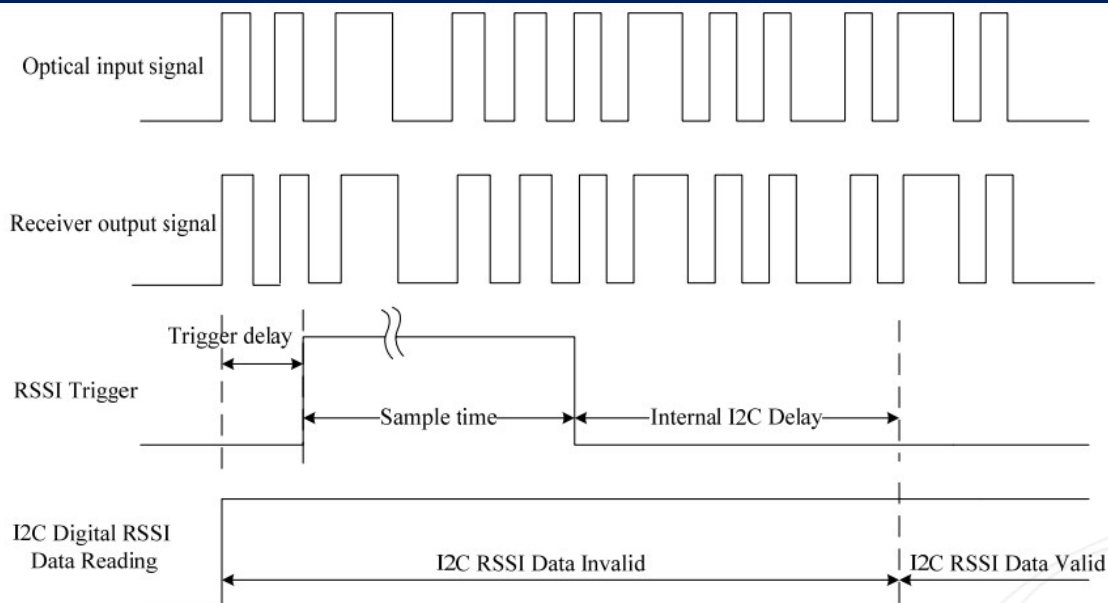 Optical input signal
Receiver output signal
Trigger delay
RSSI Trigger
Sample time
Internal I2C Delay
I2C Digital RSSI
Data Reading
I2C RSSI Data Invalid
I2C RSSI Data Valid